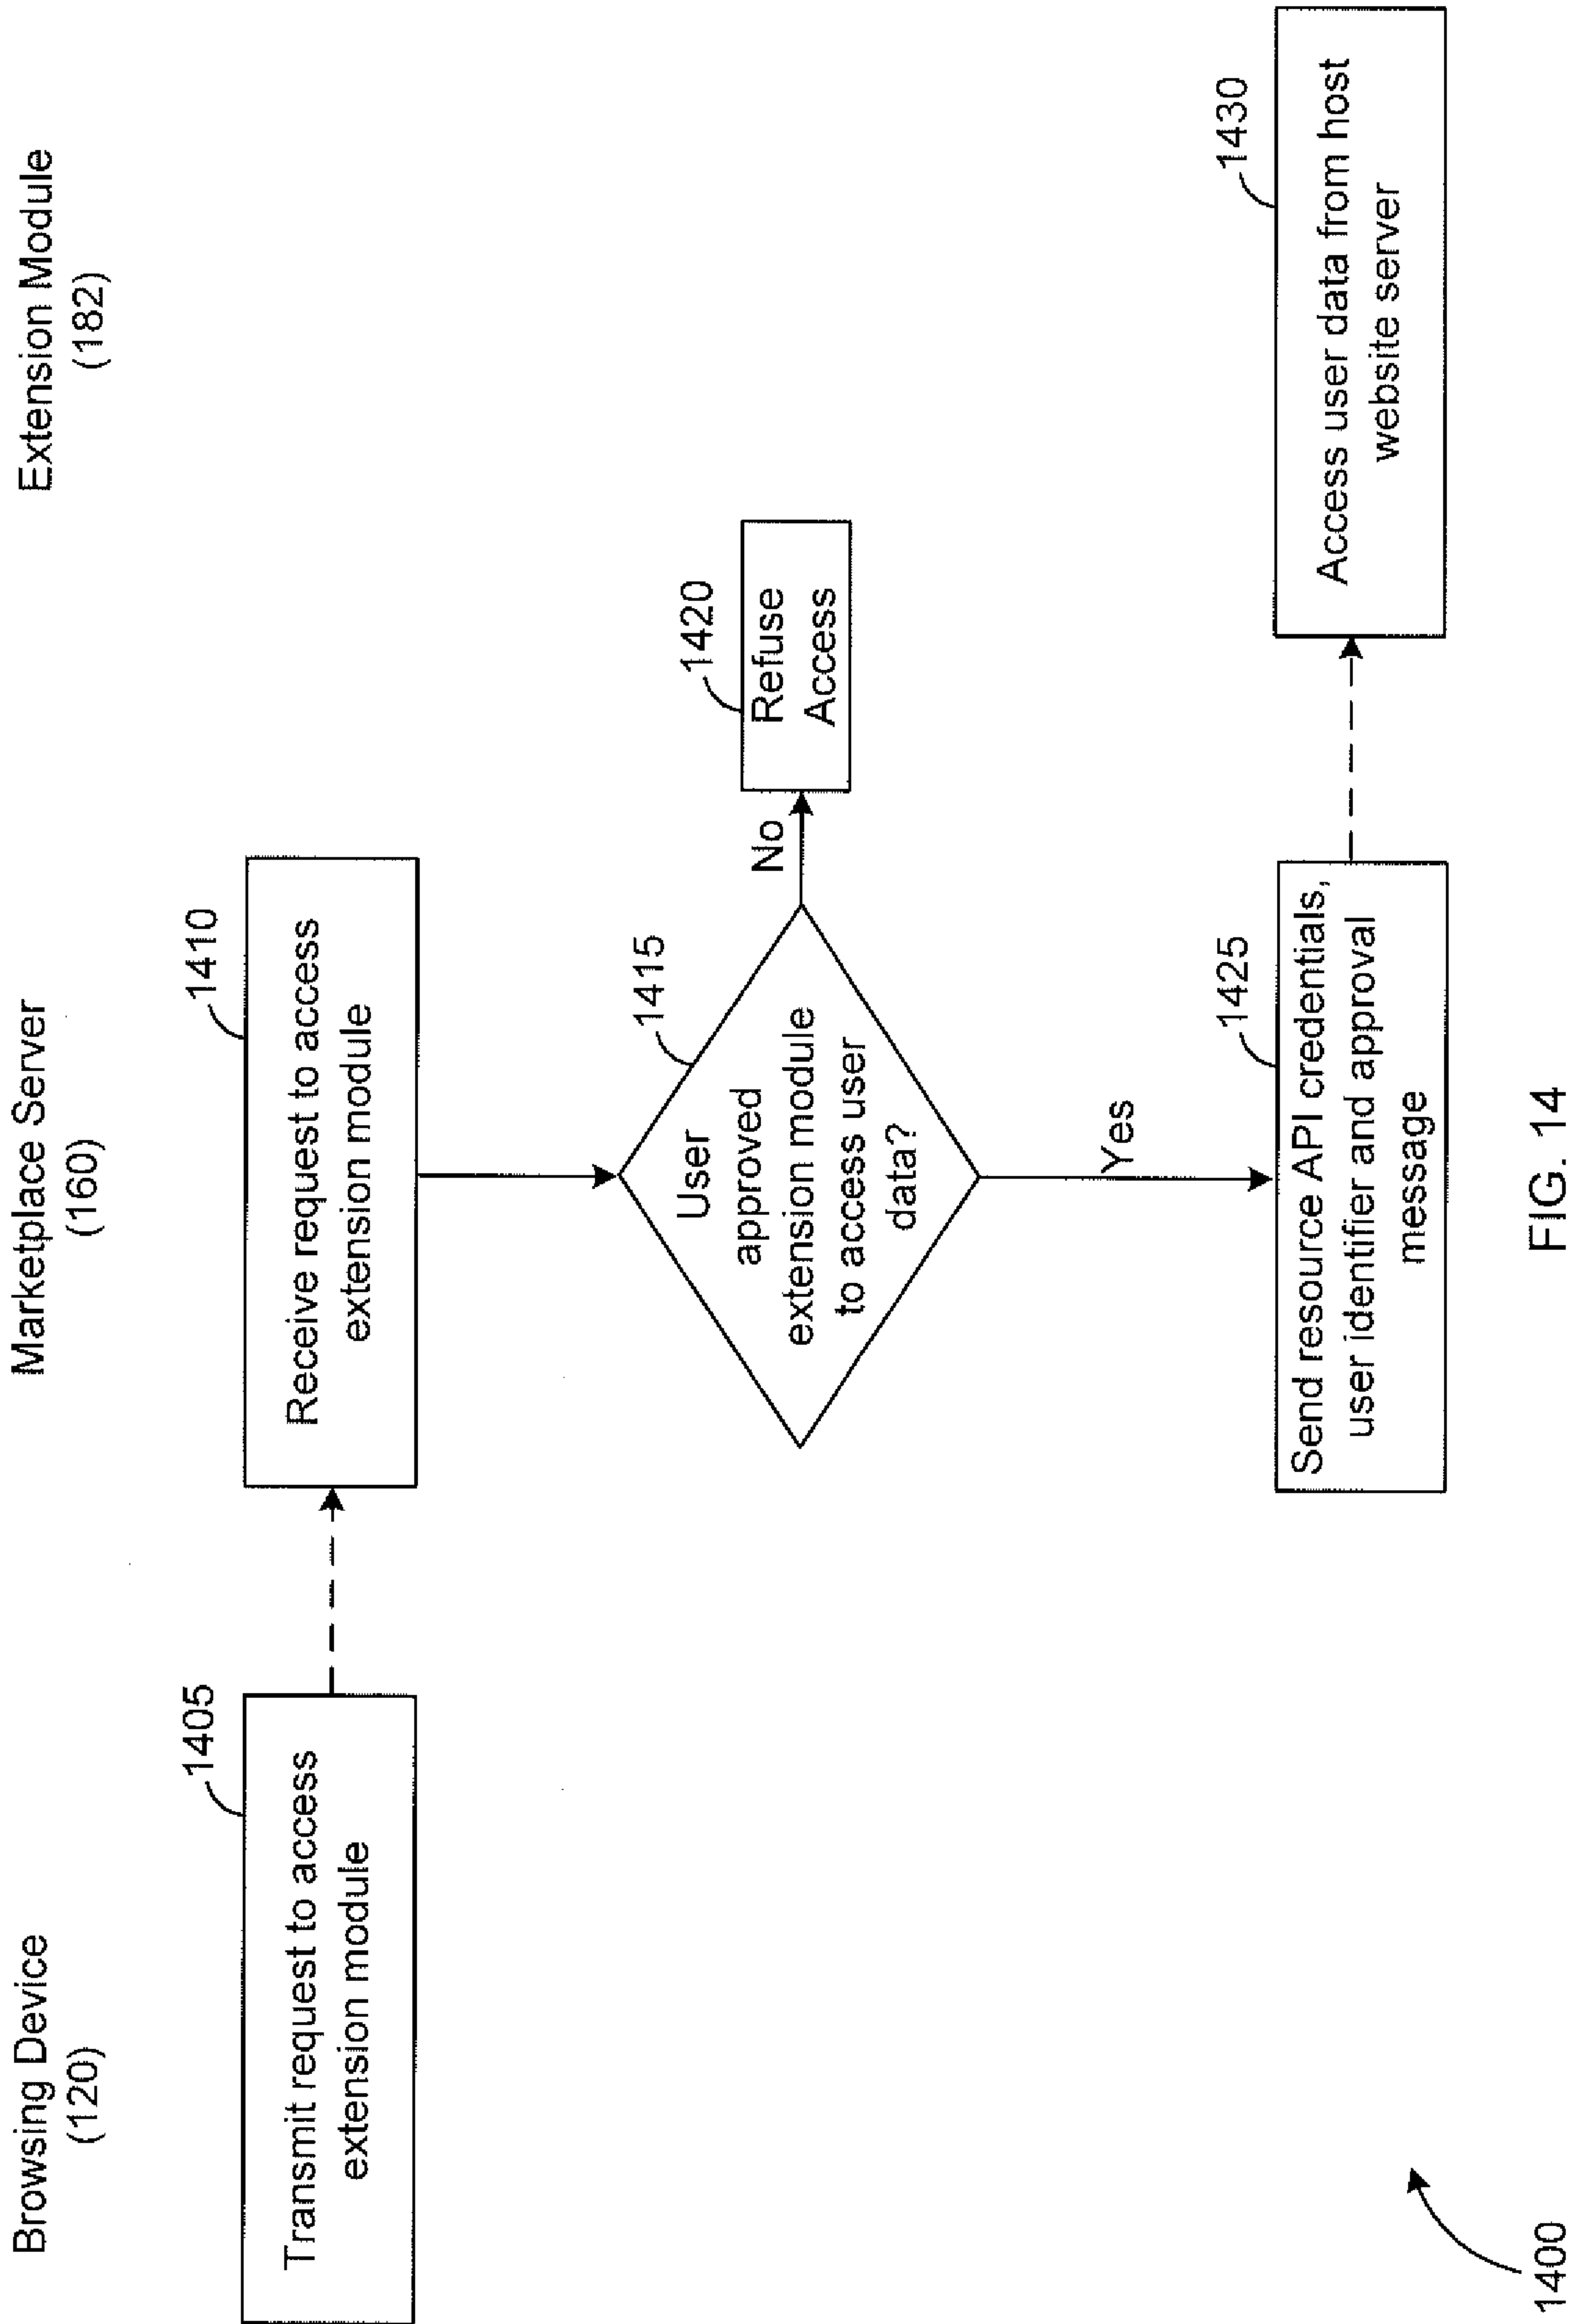 Browsing Device
(120)
Marketplace Server
(160)
Extension Module
(182)
1405
Transmit request to access
extension module
1410
Receive request to access
extension module
1415
User
approved
extension module
to access user
data?
No
1420
Refuse
Access
Yes
1425
Send resource API credentials,
user identifier and approval
message
1430
Access user data from host
website server
1400
FIG. 14